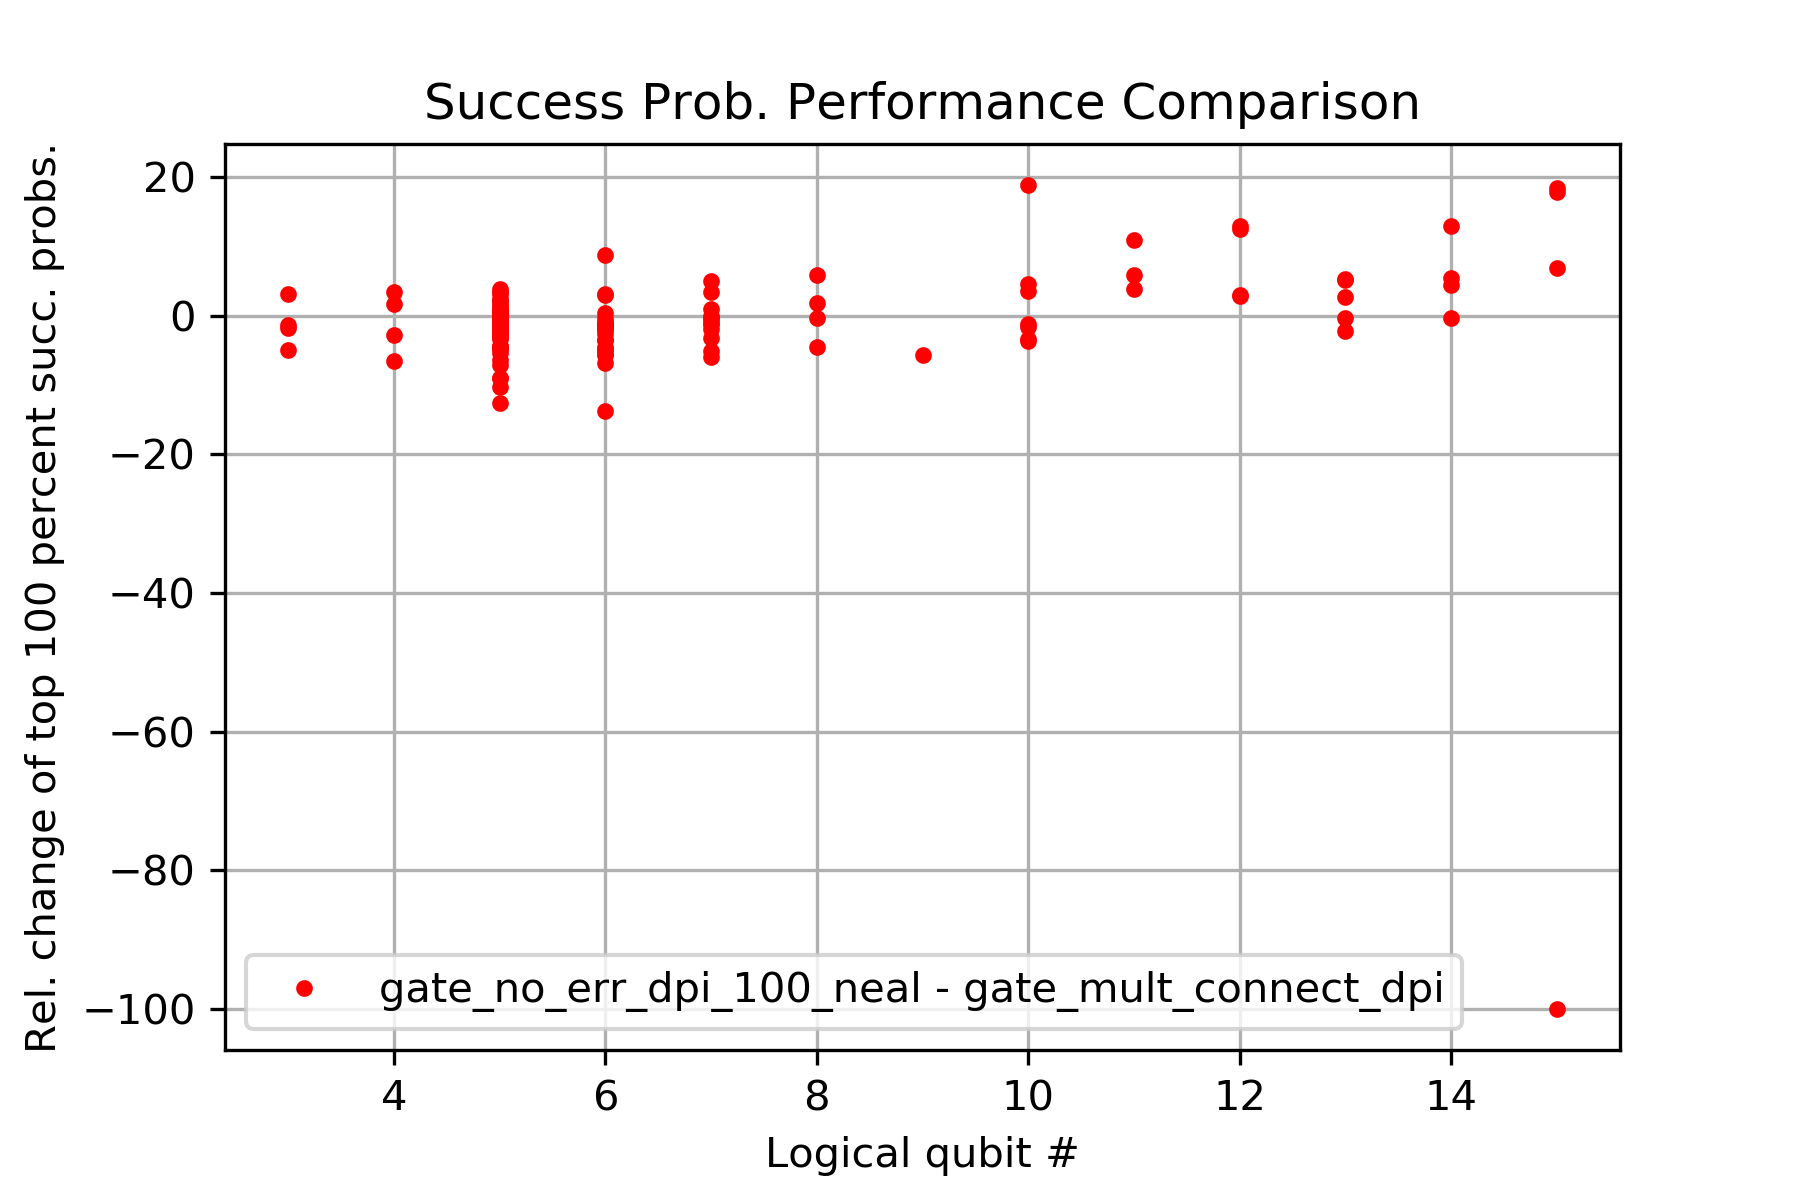 Success Prob. Performance Comparison
Rel. change of top 100 percent succ. probs.
20
0
−20
−40
−60
−80
−100
gate_no_err_dpi_100_neal - gate_mult_connect_dpi
4 6 8 10 12 14
Logical qubit #